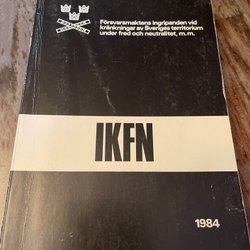 Försvarsmaktens ingripanden vid
kränkningar av Sveriges territorium
under fred och neutralitet, m.m.
IKFN
1984